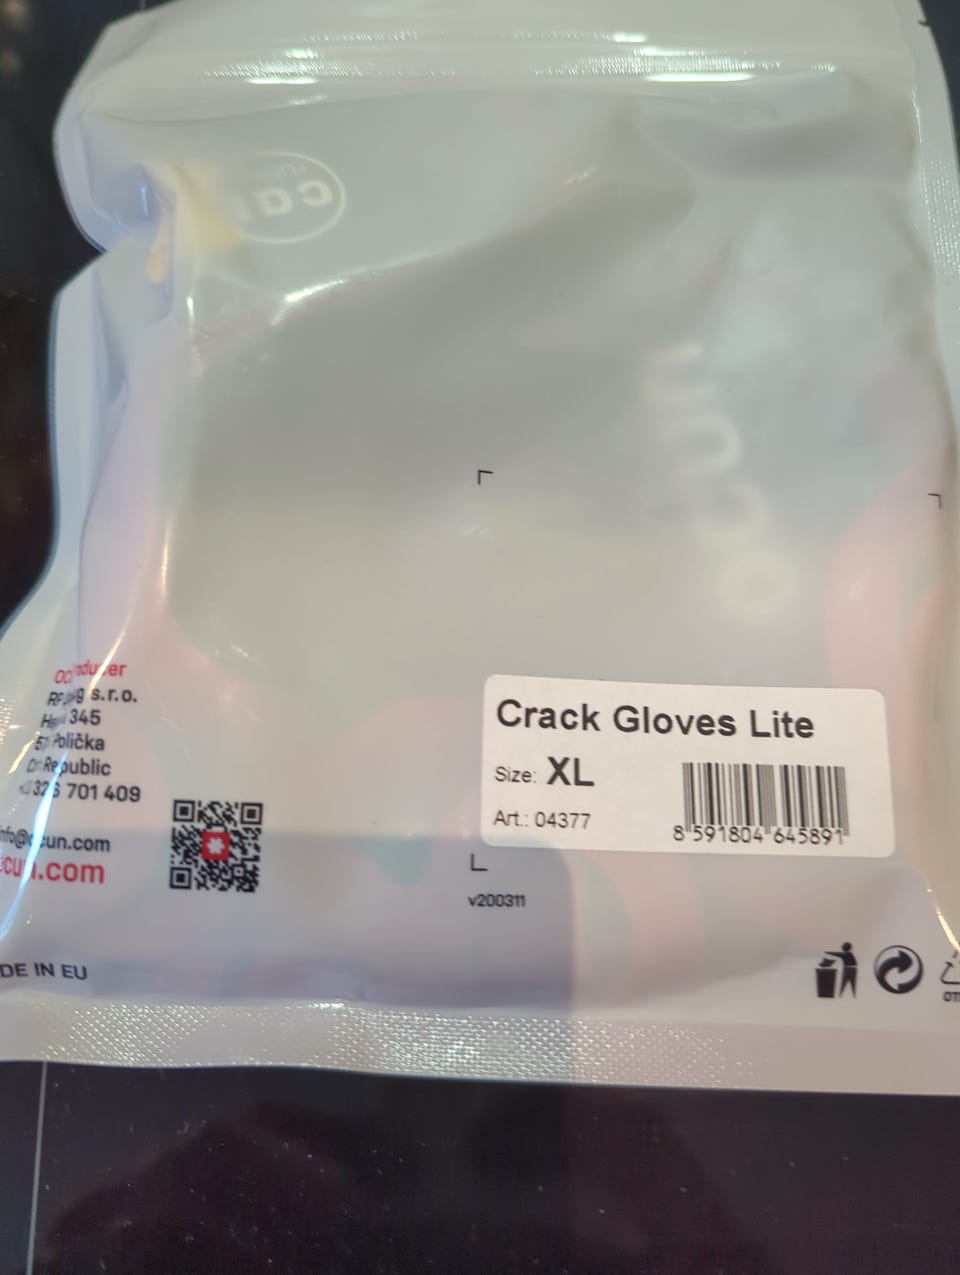 Crack Gloves Lite
Size: XL
Art.: 04377
8 591804 645891
v200311
s.r.o.
345
Polička
701 409
.com
DE IN EU
ocun